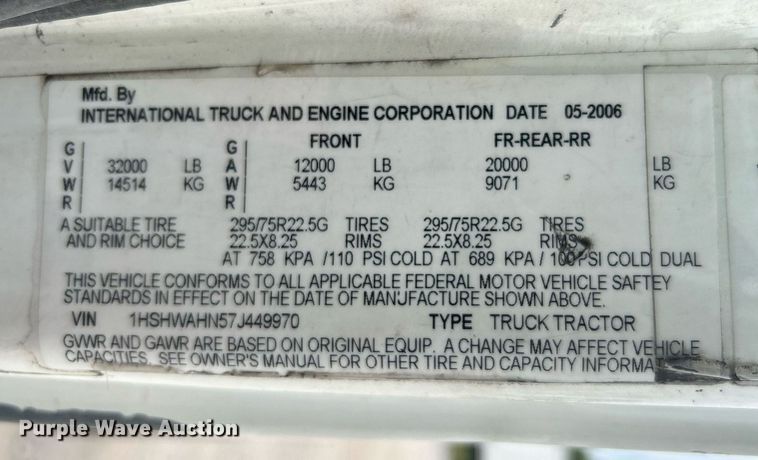 Mfd. By
INTERNATIONAL TRUCK AND ENGINE CORPORATION DATE 05-2006
G V W R 32000 LB 14514 KG
G A W R FRONT 12000 LB 5443 KG FR-REAR-RR 20000 LB 9071 KG
A SUITABLE TIRE 295/75R22.5G TIRES 295/75R22.5G TIRES
AND RIM CHOICE 22.5X8.25 RIMS 22.5X8.25 RIMS
AT 758 KPA /110 PSI COLD AT 689 KPA / 100 PSI COLD DUAL
THIS VEHICLE CONFORMS TO ALL APPLICABLE FEDERAL MOTOR VEHICLE SAFTEY
STANDARDS IN EFFECT ON THE DATE OF MANUFACTURE SHOWN ABOVE.
VIN 1HSHWAHN57J449970 TYPE TRUCK TRACTOR
GVWR AND GAWR ARE BASED ON ORIGINAL EQUIP. A CHANGE MAY AFFECT VEHICLE
CAPACITIES, SEE OWNER'S MANUAL FOR OTHER TIRE AND CAPACITY INFORMAT
Purple Wave Auction